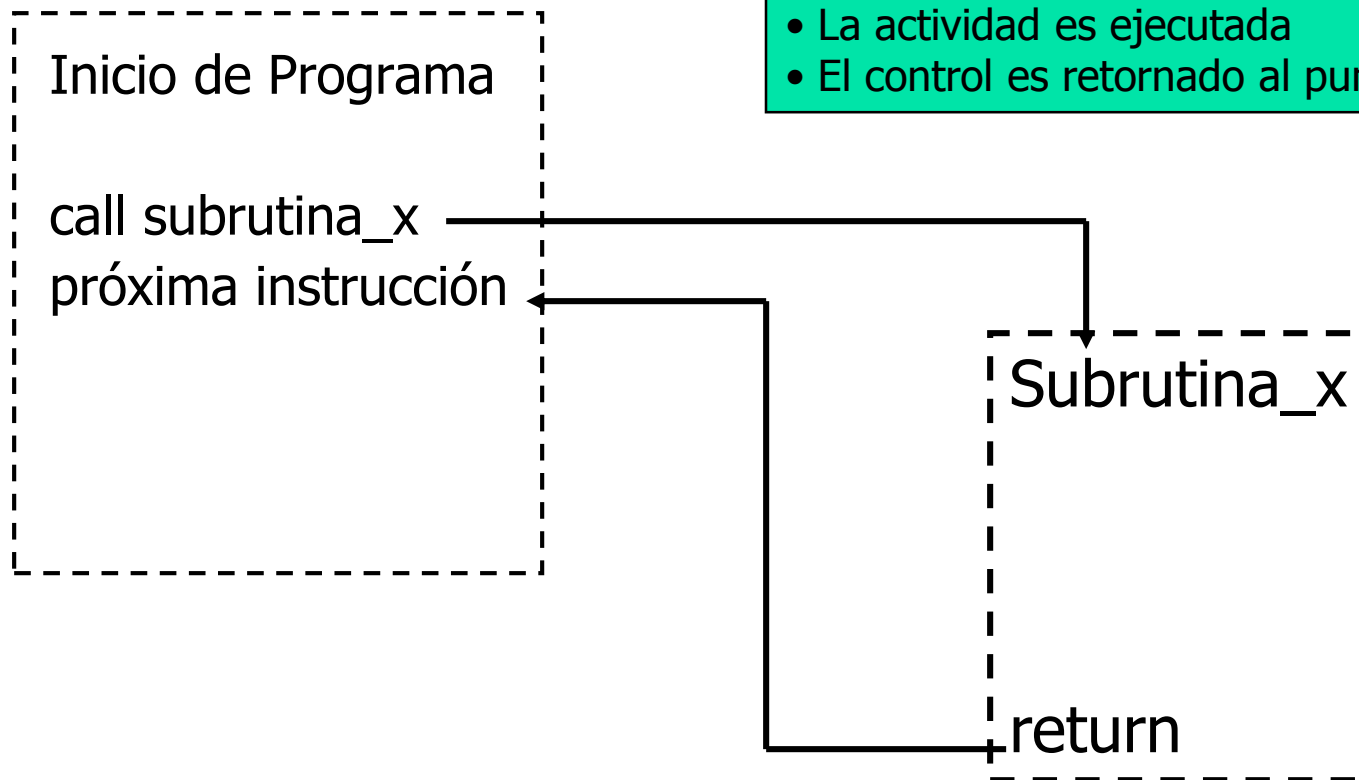 • La actividad es ejecutada
• El control es retornado al
Inicio de Programa
call subrutina_x
próxima instrucción
Subrutina_x
return